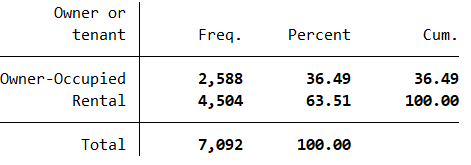 Owner or
tenant Freq. Percent Cum.
Owner-Occupied 2,588 36.49 36.49
Rental 4,504 63.51 100.00
Total 7,092 100.00